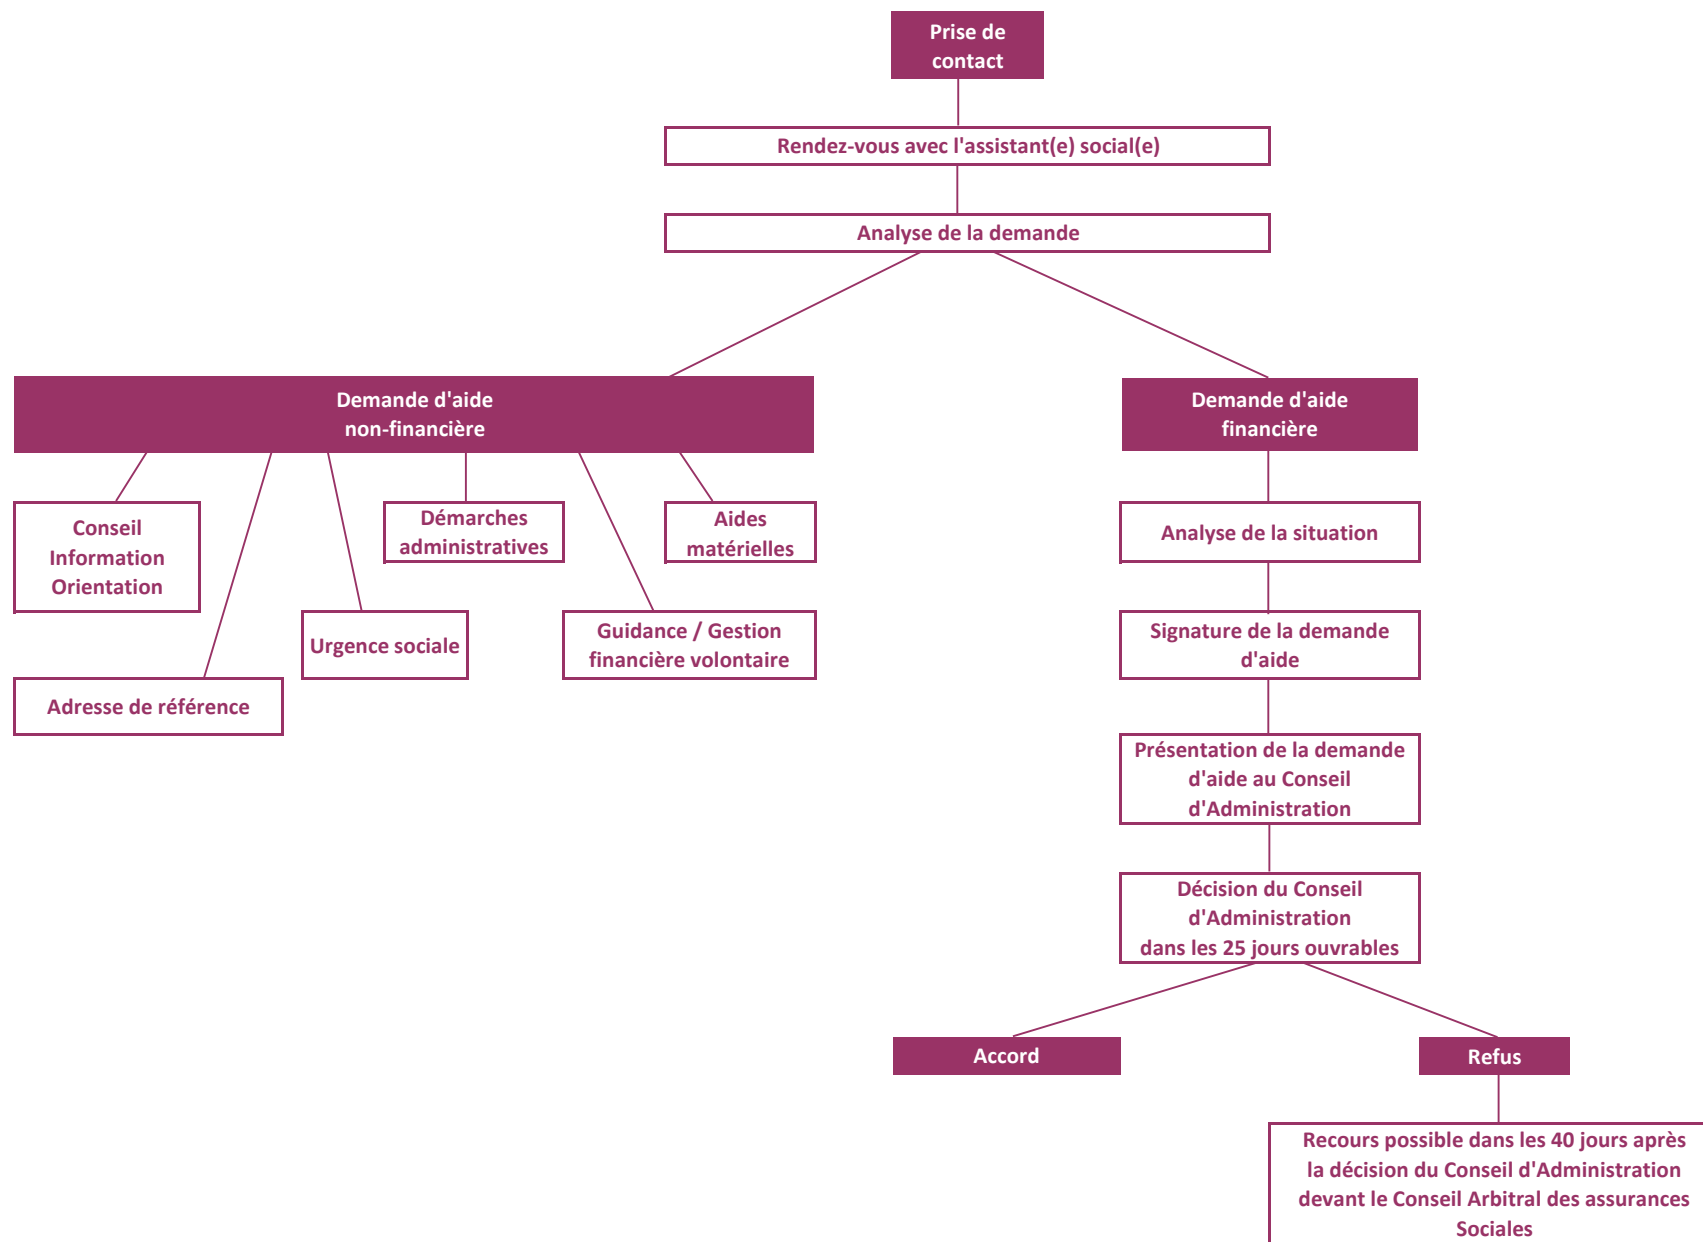 Prise de
contact
Rendez-vous avec l'assistant(e) social(e)
Analyse de la demande
Demande d'aide
non-financière
Conseil
Information
Orientation
Adresse de référence
Urgence sociale
Démarches
administratives
Guidance / Gestion
financière volontaire
Aides
matérielles
Demande d'aide
financière
Analyse de la situation
Signature de la demande
d'aide
Présentation de la demande
d'aide au Conseil
d'Administration
Décision du Conseil
d'Administration
dans les 25 jours ouvrables
Accord
Refus
Recours possible dans les 40 jours après
la décision du Conseil d'Administration
devant le Conseil Arbitral des assurances
Sociales